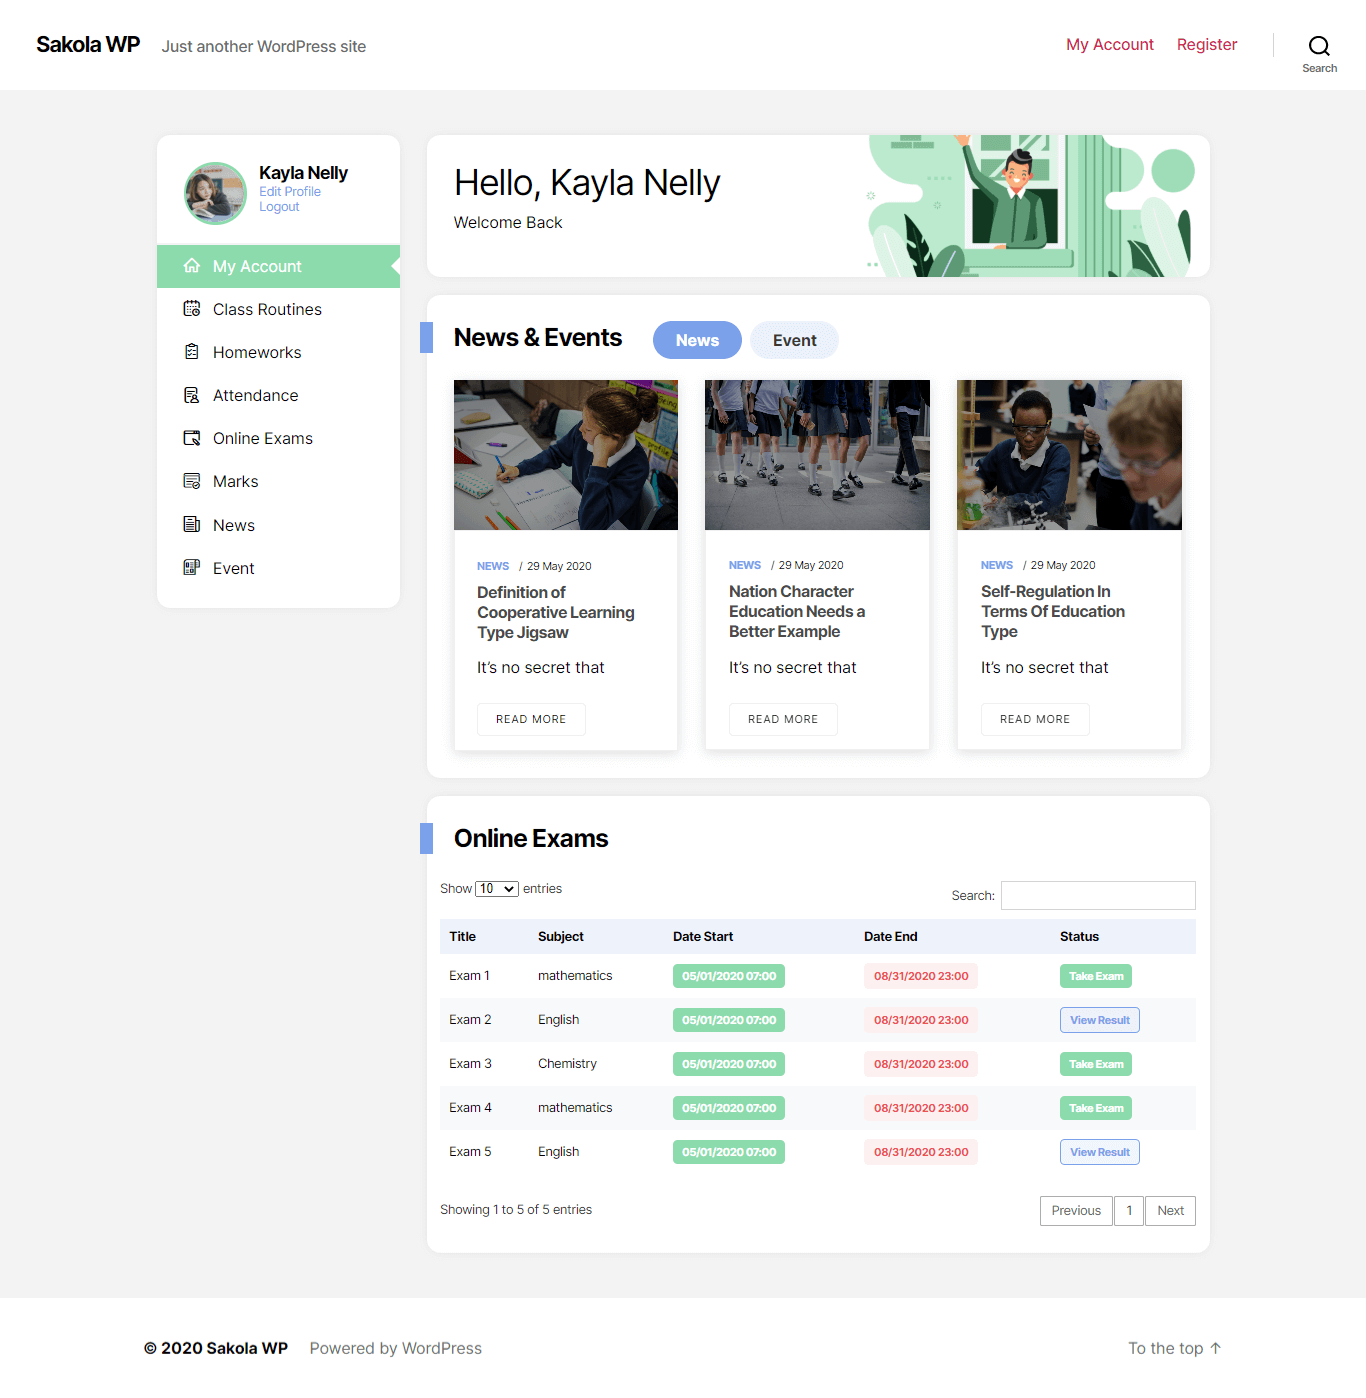 Sakola WP Just another WordPress site My Account Register
Search
Kayla Nelly
Edit Profile
Logout
My Account
Class Routines
Homeworks
Attendance
Online Exams
Marks
News
Event
Hello, Kayla Nelly
Welcome Back
News & Events News Event
NEWS / 29 May 2020
Definition of
Cooperative Learning
Type Jigsaw
It’s no secret that
READ MORE
NEWS / 29 May 2020
Nation Character
Education Needs a
Better Example
It’s no secret that
READ MORE
NEWS / 29 May 2020
Self-Regulation In
Terms Of Education
Type
It’s no secret that
READ MORE
Online Exams
Show 10 entries Search:
Title Subject Date Start Date End Status
Exam 1 mathematics 05/01/2020 07:00 08/31/2020 23:00 Take Exam
Exam 2 English 05/01/2020 07:00 08/31/2020 23:00 View Result
Exam 3 Chemistry 05/01/2020 07:00 08/31/2020 23:00 Take Exam
Exam 4 mathematics 05/01/2020 07:00 08/31/2020 23:00 Take Exam
Exam 5 English 05/01/2020 07:00 08/31/2020 23:00 View Result
Showing 1 to 5 of 5 entries Previous 1 Next
© 2020 Sakola WP Powered by WordPress To the top ↑